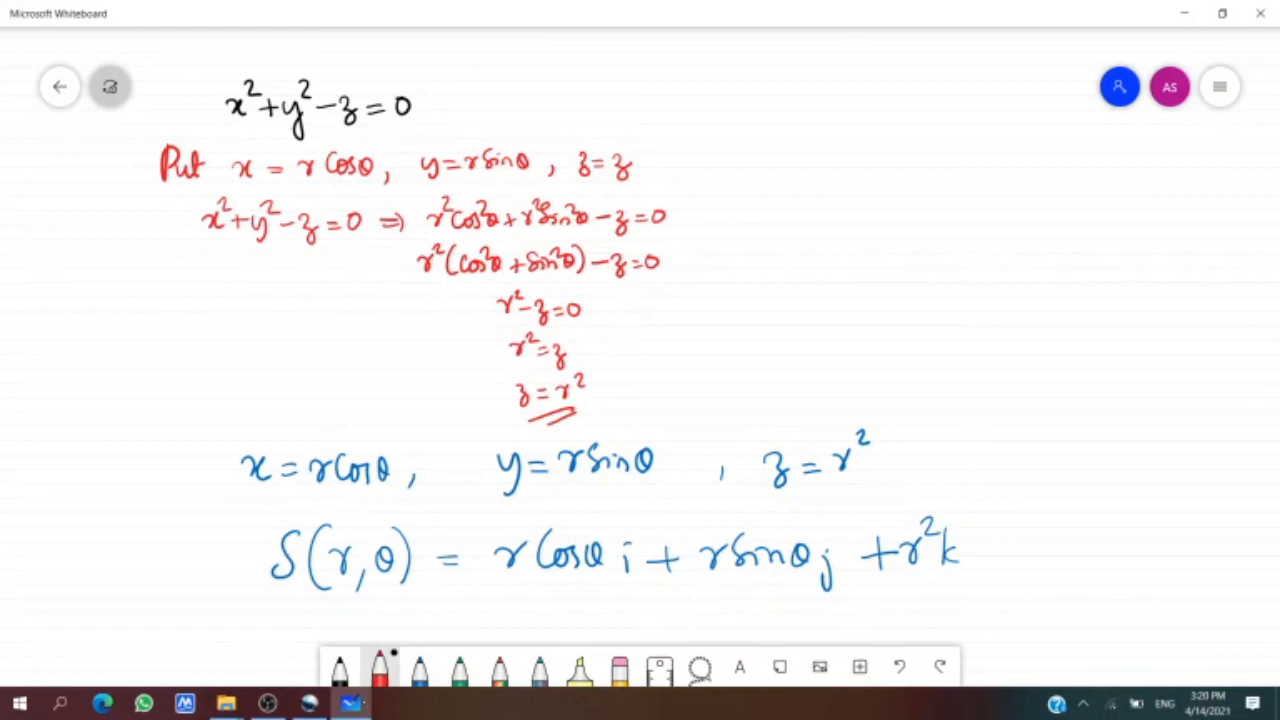 Microsoft Whiteboard
AS
x²+y²-z=0
Put x = r cosθ, y=r sinθ, z=z
x²+y²-z=0 ⇒ r²cos²θ+r²sin²θ-z=0
r²(cos²θ+sin²θ)-z=0
r²-z=0
r²=z
z=r²
x=r cosθ, y=r sinθ, z=r²
S(r,θ) = r cosθ i + r sinθ j + r²k
A
ENG
3:20 PM
4/14/2021